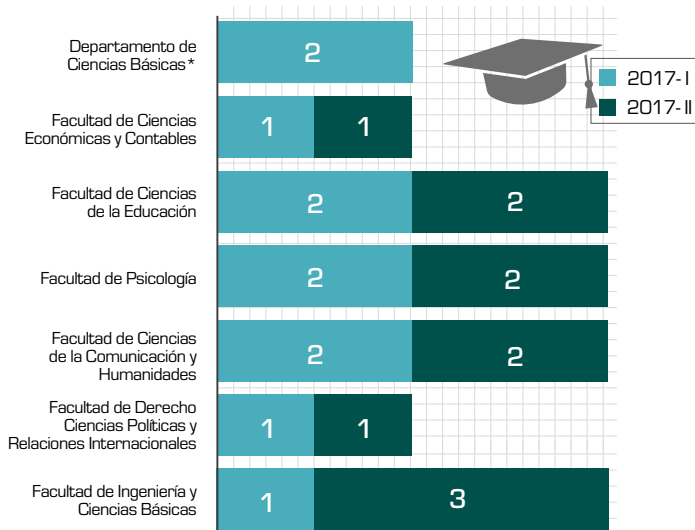 Departamento de
Ciencias Básicas*
2
2017-I
2017-II
Facultad de Ciencias
Económicas y Contables
1 1
Facultad de Ciencias
de la Educación
2 2
Facultad de Psicología
2 2
Facultad de Ciencias
de la Comunicación y
Humanidades
2 2
Facultad de Derecho
Ciencias Políticas y
Relaciones Internacionales
1 1
Facultad de Ingeniería y
Ciencias Básicas
1 3